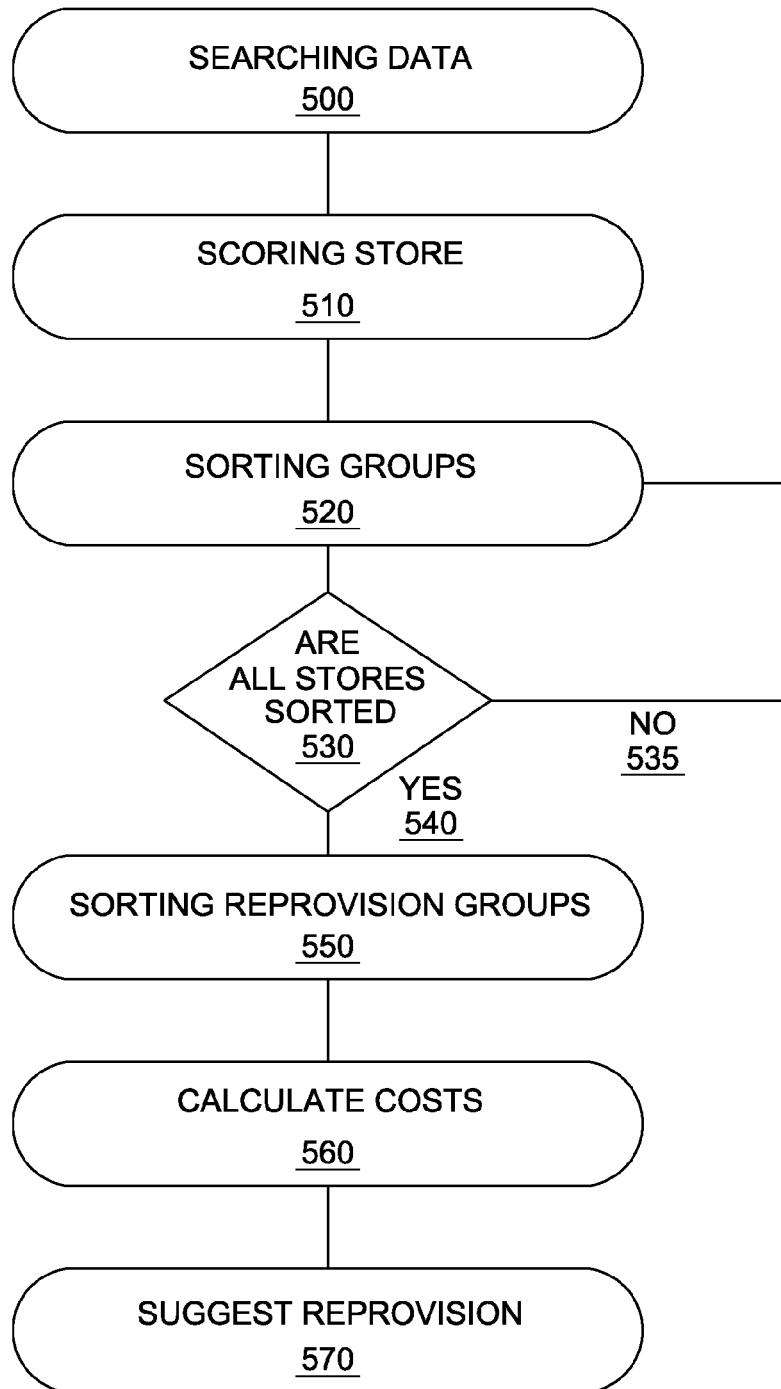 SEARCHING DATA
500
SCORING STORE
510
SORTING GROUPS
520
ARE
ALL STORES
SORTED
530
NO
535
YES
540
SORTING REPROVISION GROUPS
550
CALCULATE COSTS
560
SUGGEST REPROVISION
570